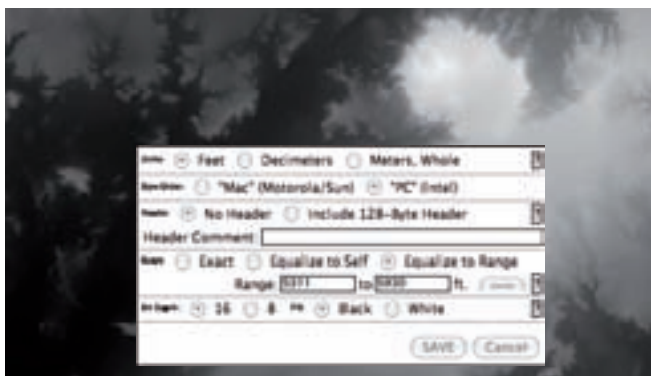 Feet Decimeters Meters, Whole
"Mac" (Motorola/Sun) "PC" (Intel)
No Header Include 128-Byte Header
Header Comment
Exact Equalize to Self Equalize to Range
Range: to ft.
16 8 Black White
SAVE Cancel